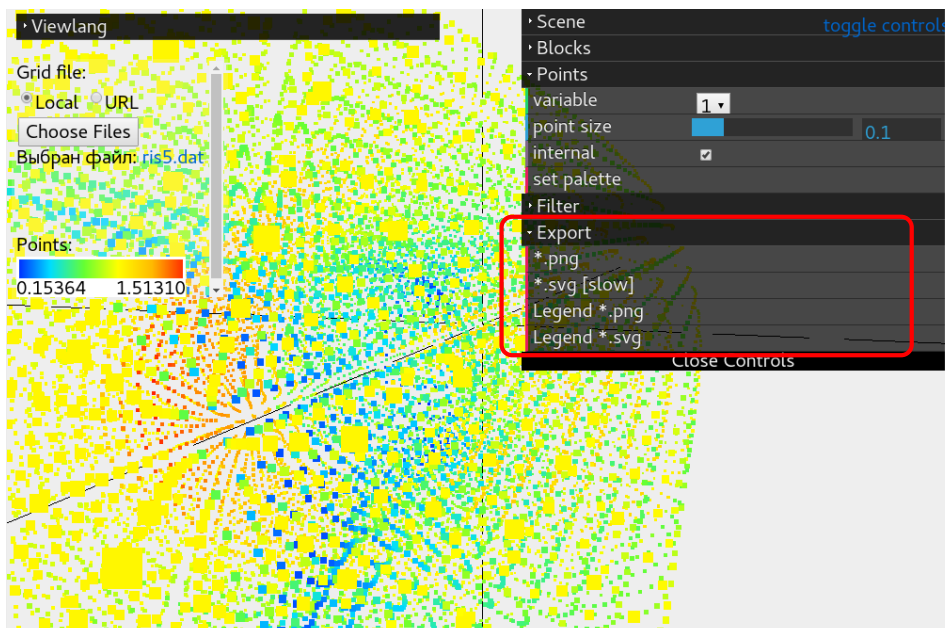 Viewlang
Grid file:
Local URL
Choose Files
Выбран файл: ris5.dat
Points:
0.15364 1.51310
Scene
toggle controls
Blocks
Points
variable 1
point size 0.1
internal
set palette
Filter
Export
*.png
*.svg [slow]
Legend *.png
Legend *.svg
Close Controls